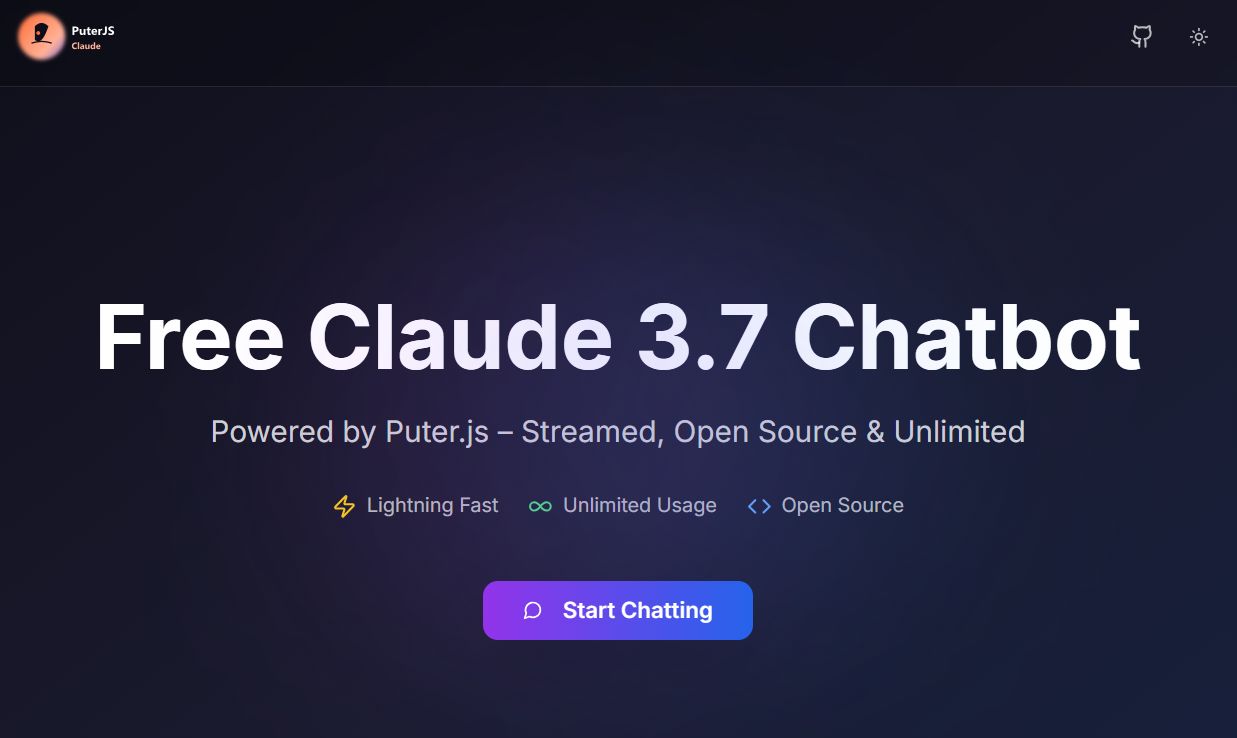 PuterJS
Claude
Free Claude 3.7 Chatbot
Powered by Puter.js – Streamed, Open Source & Unlimited
Lightning Fast Unlimited Usage Open Source
Start Chatting